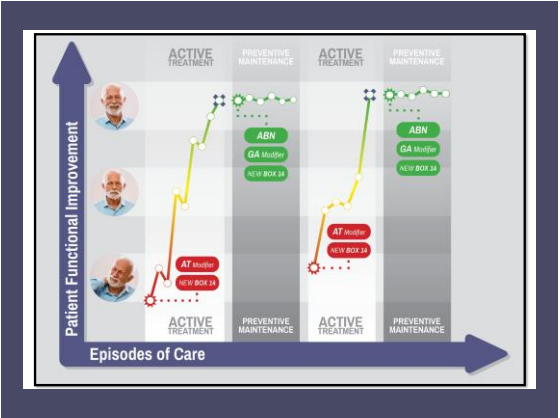 ACTIVE
TREATMENT
PREVENTIVE
MAINTENANCE
ACTIVE
TREATMENT
PREVENTIVE
MAINTENANCE
Patient Functional Improvement
ABN
GA Modifier
NEW BOX 14
ABN
GA Modifier
NEW BOX 14
AT Modifier
NEW BOX 14
AT Modifier
NEW BOX 14
ACTIVE
TREATMENT
PREVENTIVE
MAINTENANCE
ACTIVE
TREATMENT
PREVENTIVE
MAINTENANCE
Episodes of Care